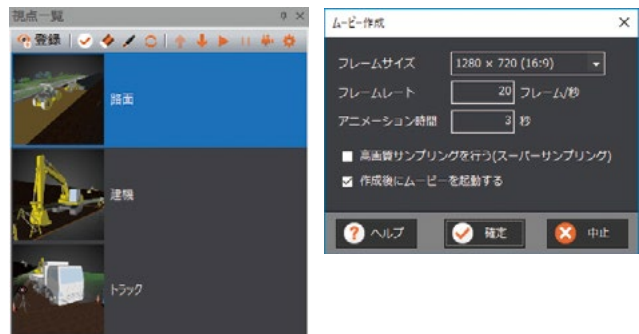 視点一覧
登録
路面
建機
トラック
ムービー作成
フレームサイズ 1280 × 720 (16:9)
フレームレート 20 フレーム/秒
アニメーション時間 3 秒
高画質サンプリングを行う(スーパーサンプリング)
作成後にムービーを起動する
ヘルプ 確定 中止